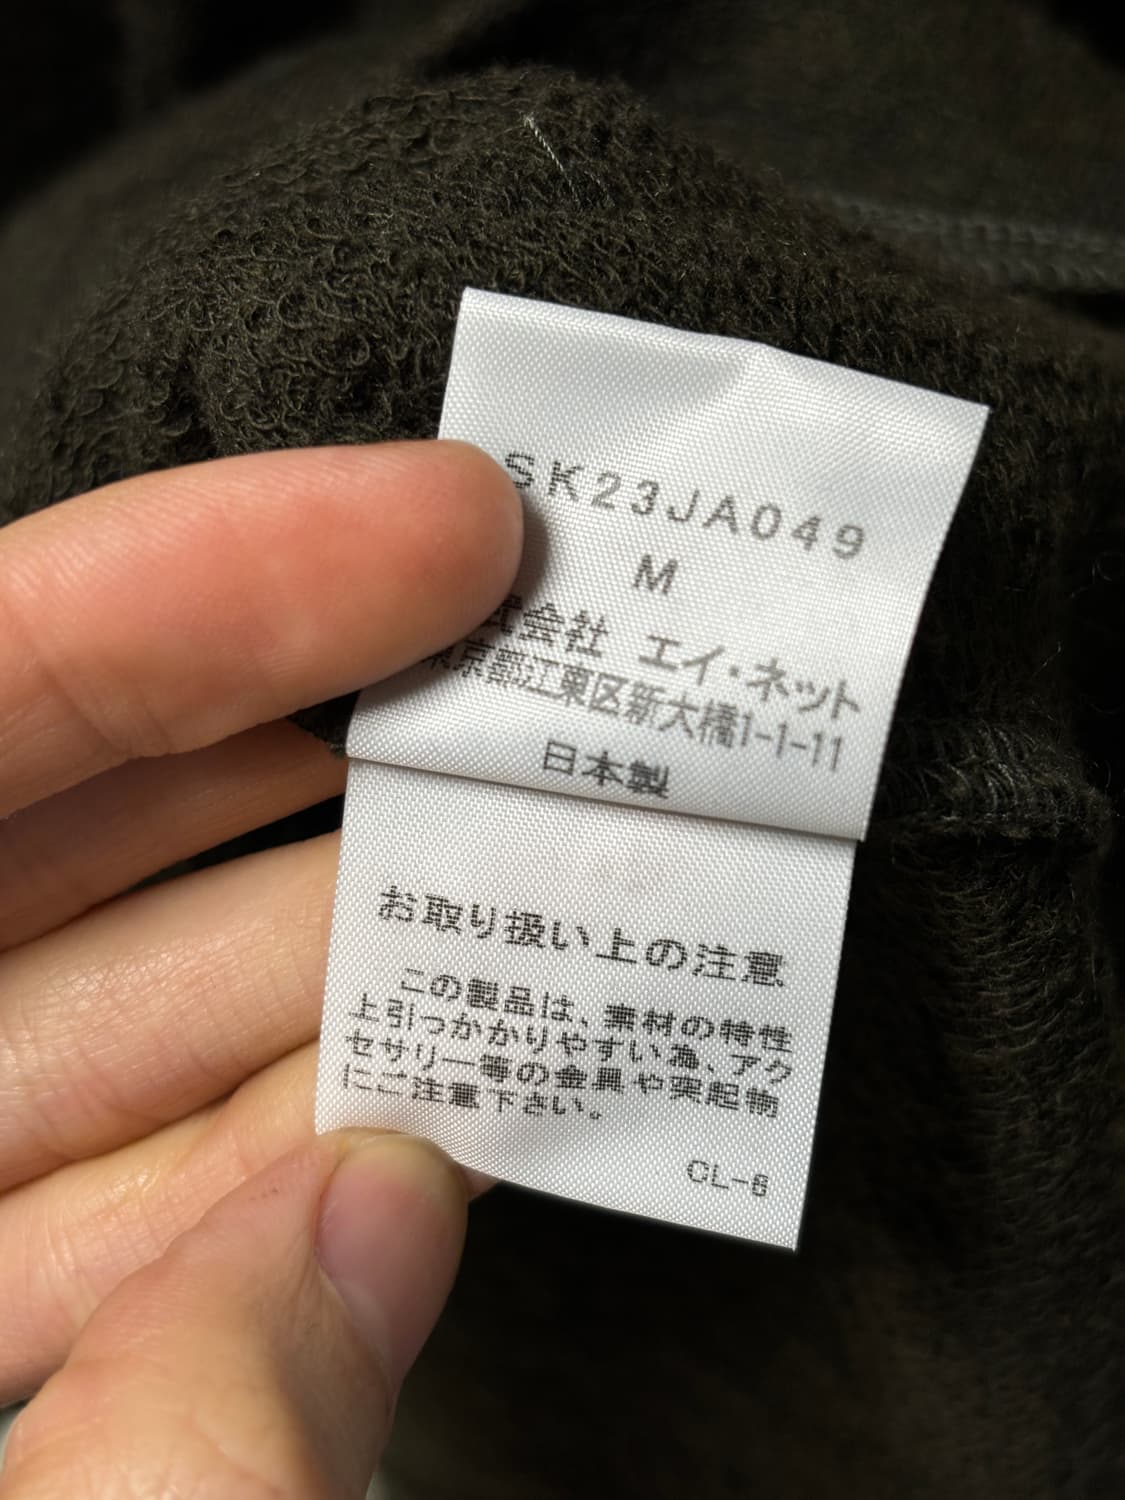 SK23JA049
M
式会社 エイ・ネット
東京都江東区新大橋1-1-11
日本製
お取り扱い上の注意
この製品は、素材の特性
上引っかかりやすい為、アク
セサリー等の金具や突起物
にご注意下さい。
CL-6